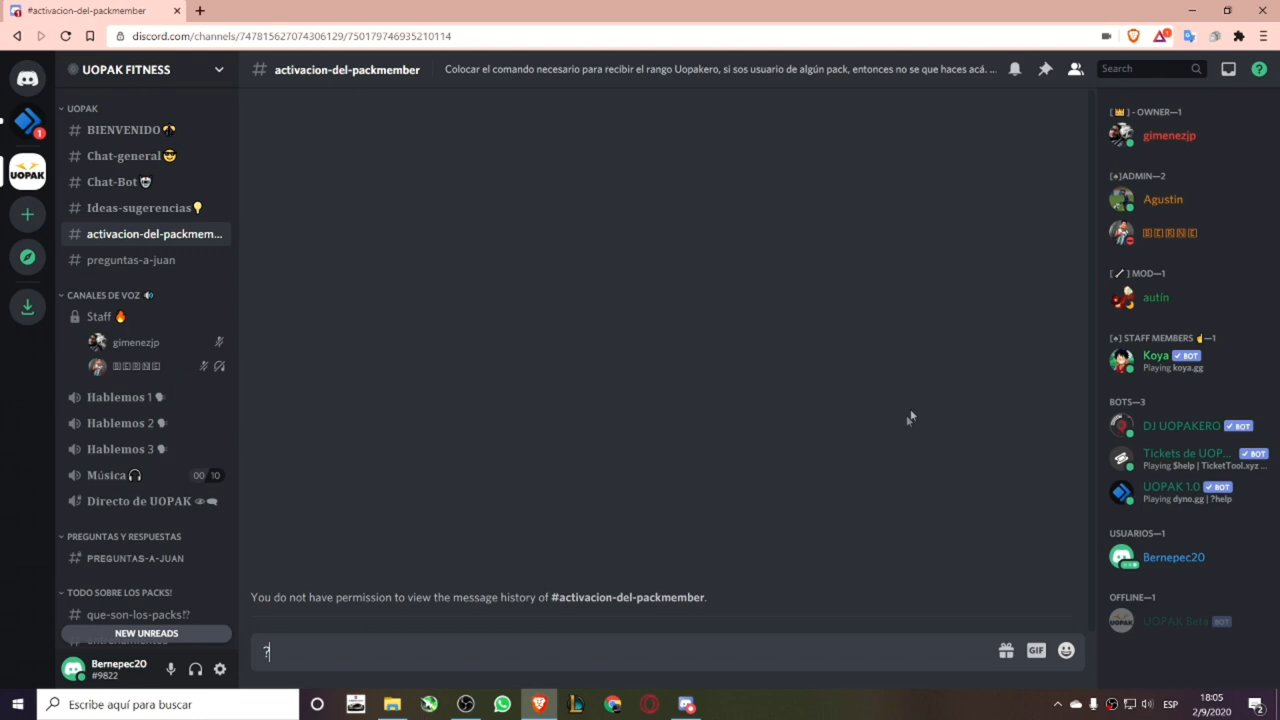 #activacion-del-packmember
discord.com/channels/747815627074306129/750179746935210114
UOPAK FITNESS
activacion-del-packmember
Colocar el comando necesario para recibir el rango Uopakero, si sos usuario de algún pack, entonces no se que haces acá. ...
Search
UOPAK
BIENVENIDO
Chat-general
Chat-Bot
Ideas-sugerencias
activacion-del-packmem...
preguntas-a-juan
CANALES DE VOZ
Staff
gimenezjp
Hablemos 1
Hablemos 2
Hablemos 3
Música
00 10
Directo de UOPAK
PREGUNTAS Y RESPUESTAS
PREGUNTAS-A-JUAN
TODO SOBRE LOS PACKS!
que-son-los-packs!?
NEW UNREADS
Bernepec20
#9822
You do not have permission to view the message history of #activacion-del-packmember.
?
GIF
[👑] - OWNER—1
gimenezjp
[♠]ADMIN—2
Agustin
[🦯] MOD—1
autín
[♠] STAFF MEMBERS ☝—1
Koya ✓ BOT
Playing koya.gg
BOTS—3
DJ UOPAKERO ✓ BOT
Tickets de UOP... ✓ BOT
Playing $help | TicketTool.xyz ...
UOPAK 1.0 ✓ BOT
Playing dyno.gg | ?help
USUARIOS—1
Bernepec20
OFFLINE—1
UOPAK Beta BOT
Escribe aquí para buscar
ESP
18:05
2/9/2020
2